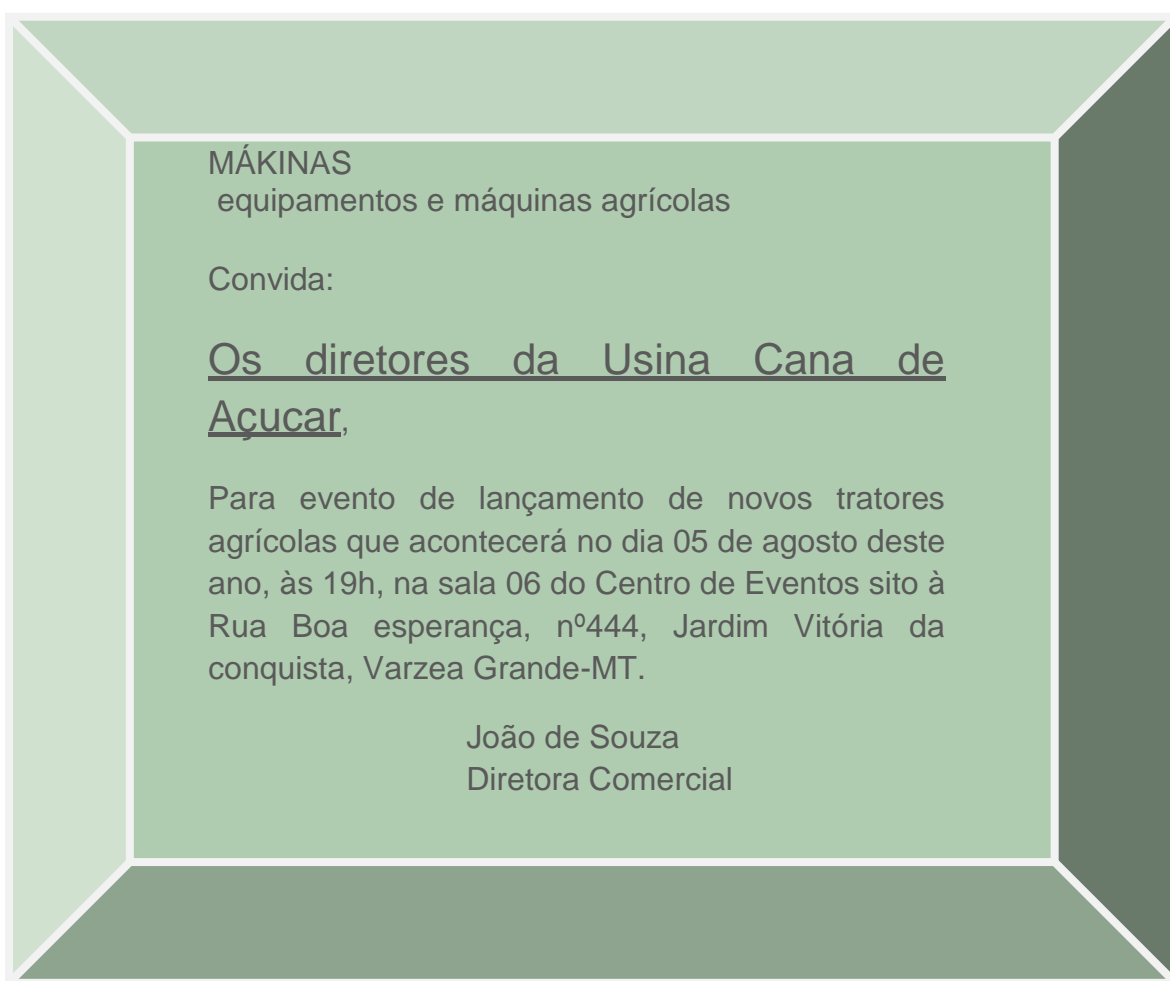 MÁKINAS
equipamentos e máquinas agrícolas
Convida:
Os diretores da Usina Cana de
Açucar,
Para evento de lançamento de novos tratores
agrícolas que acontecerá no dia 05 de agosto deste
ano, às 19h, na sala 06 do Centro de Eventos sito à
Rua Boa esperança, nº444, Jardim Vitória da
conquista, Varzea Grande-MT.
João de Souza
Diretora Comercial